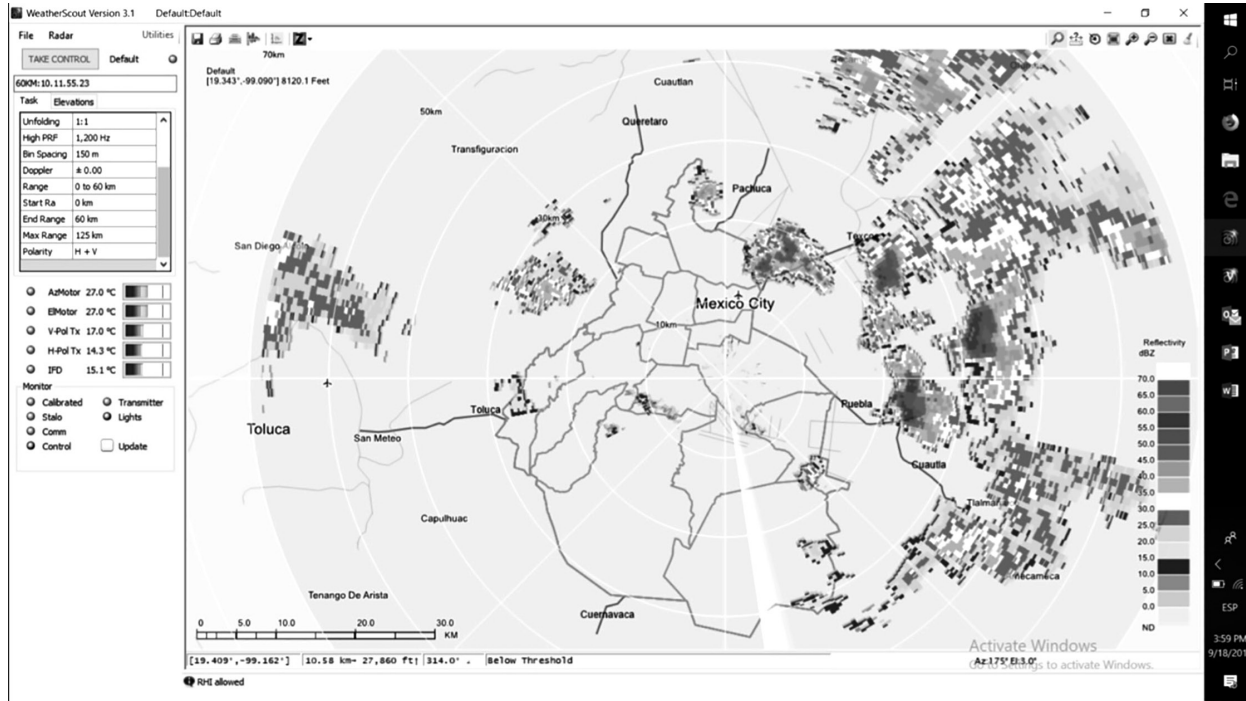 WeatherScout Version 3.1 Default:Default
File Radar Utilities
TAKE CONTROL Default
60KM:10.11.55.23
Task Elevations
Unfolding 1:1
High PRF 1,200 Hz
Bin Spacing 150 m
Doppler ± 0.00
Range 0 to 60 km
Start Ra 0 km
End Range 60 km
Max Range 125 km
Polarity H + V
AzMotor 27.0 ºC
ElMotor 27.0 ºC
V-Pol Tx 17.0 ºC
H-Pol Tx 14.3 ºC
IFD 15.1 ºC
Monitor
Calibrated Transmitter
Stalo Lights
Comm
Control Update
70km
Default
[19.343°,-99.090°] 8120.1 Feet
Cuautlan
50km
Queretaro
Transfiguracion
Pachuca
30km
San Diego
Mexico City
10km
Toluca
Puebla
Toluca
San Meteo
Cuautla
Capulhuac
Tenango De Arista
Cuernavaca
Reflectivity
dBZ
70.0
65.0
60.0
55.0
50.0
45.0
40.0
35.0
30.0
25.0
20.0
15.0
10.0
5.0
0.0
ND
0 5.0 10.0 20.0 30.0
KM
[19.409°,-99.162°] 10.58 km- 27,860 ft↑ 314.0° . Below Threshold
Az:175° El:3.0°
RHI allowed
Activate Windows
Go to Settings to activate Windows.
ESP
3:59 PM
9/18/201